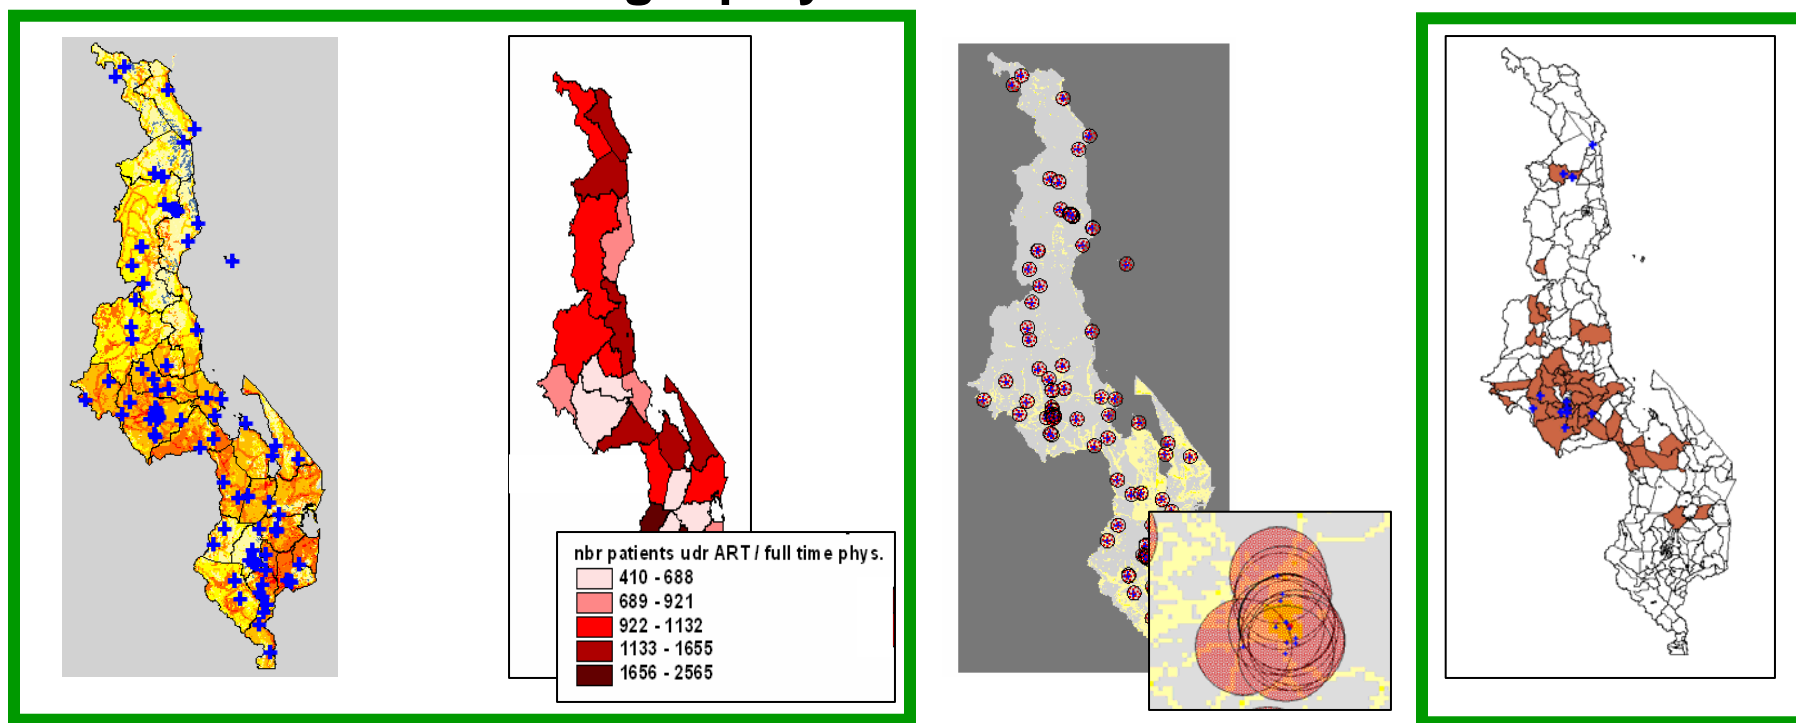 nbr patients udr ART / full time phys.
410 - 688
689 - 921
922 - 1132
1133 - 1655
1656 - 2565